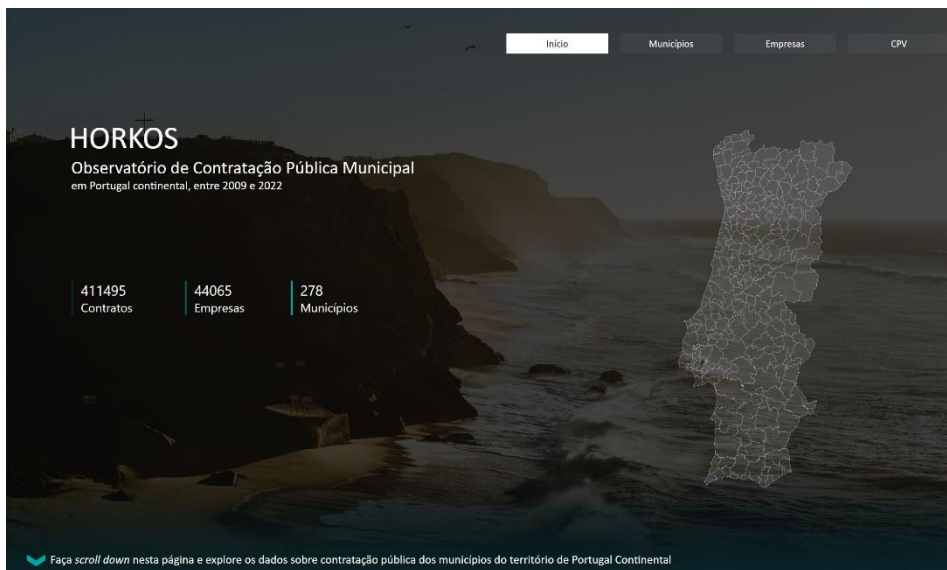 Início
Municípios
Empresas
CPV
HORKOS
Observatório de Contratação Pública Municipal
em Portugal continental, entre 2009 e 2022
411495
Contratos
44065
Empresas
278
Municípios
Faça scroll down nesta página e explore os dados sobre contratação pública dos municípios do território de Portugal Continental